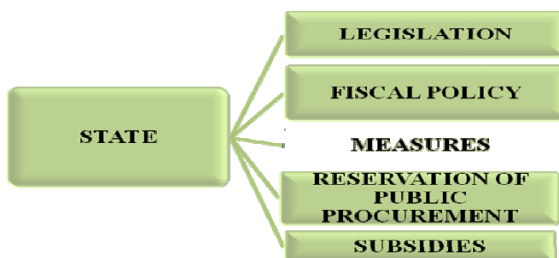 STATE
LEGISLATION
FISCAL POLICY
MEASURES
RESERVATION OF
PUBLIC
PROCUREMENT
SUBSIDIES